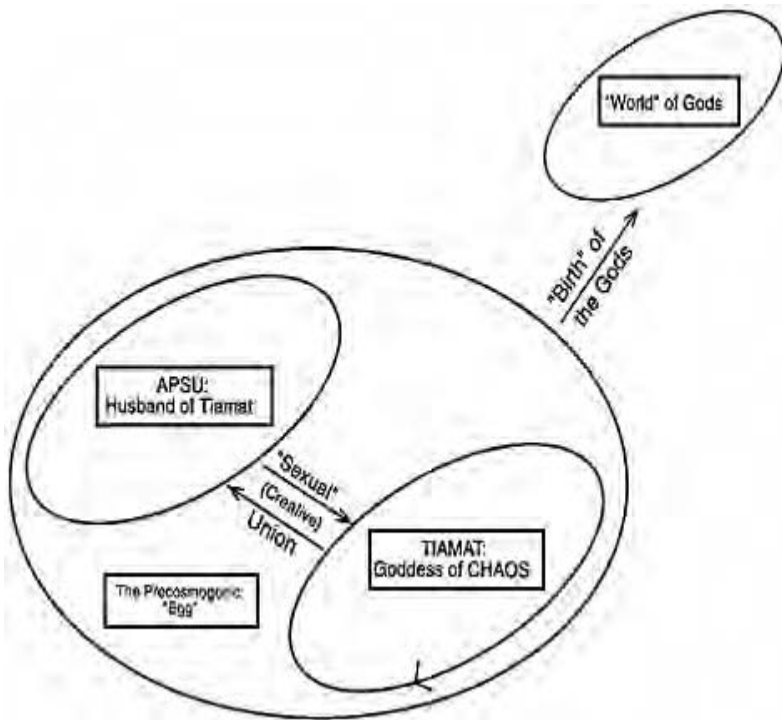 "World" of Gods
"Birth" of
the Gods
APSU:
Husband of Tiamat
"Sexual"
(Creative)
Union
TIAMAT:
Goddess of CHAOS
The Precosmogonic
"Egg"